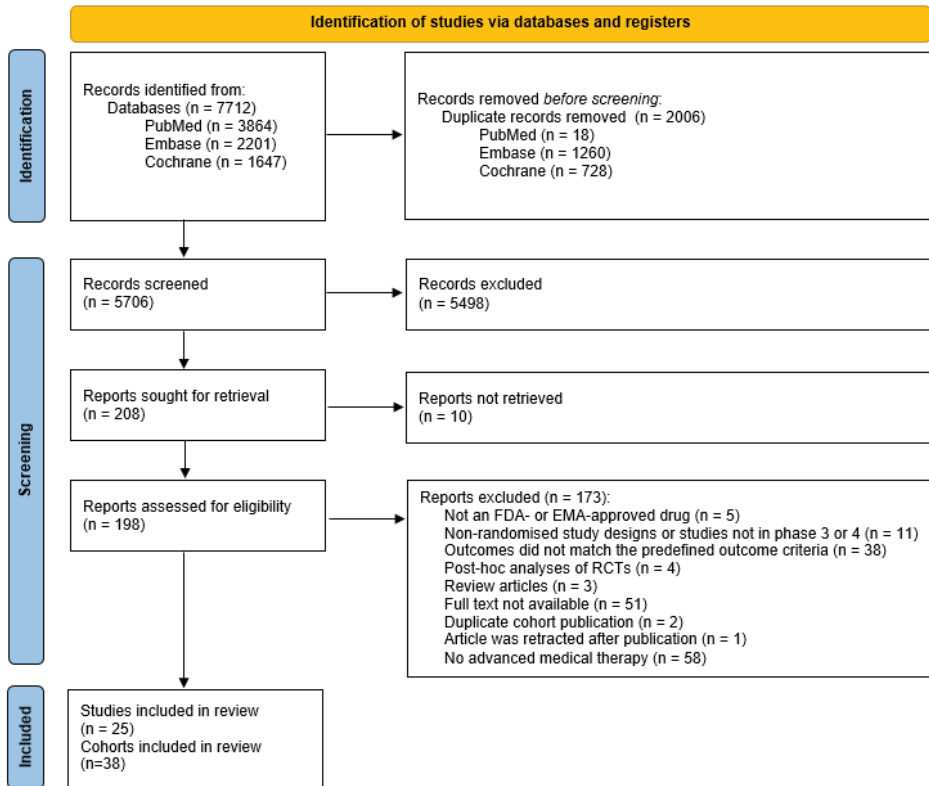 Identification of studies via databases and registers
Identification
Records identified from:
Databases (n = 7712)
PubMed (n = 3864)
Embase (n = 2201)
Cochrane (n = 1647)
Records removed before screening:
Duplicate records removed (n = 2006)
PubMed (n = 18)
Embase (n = 1260)
Cochrane (n = 728)
Screening
Records screened
(n = 5706)
Records excluded
(n = 5498)
Reports sought for retrieval
(n = 208)
Reports not retrieved
(n = 10)
Reports assessed for eligibility
(n = 198)
Reports excluded (n = 173):
Not an FDA- or EMA-approved drug (n = 5)
Non-randomised study designs or studies not in phase 3 or 4 (n = 11)
Outcomes did not match the predefined outcome criteria (n = 38)
Post-hoc analyses of RCTs (n = 4)
Review articles (n = 3)
Full text not available (n = 51)
Duplicate cohort publication (n = 2)
Article was retracted after publication (n = 1)
No advanced medical therapy (n = 58)
Included
Studies included in review
(n = 25)
Cohorts included in review
(n=38)